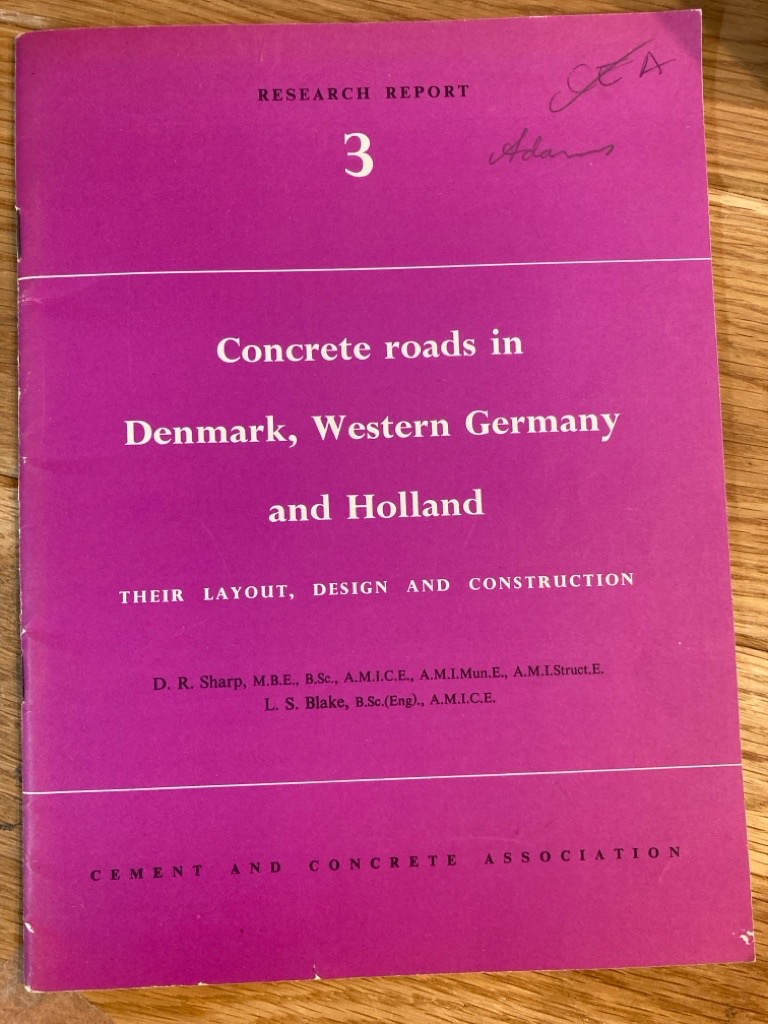 RESEARCH REPORT
3
Adams
Concrete roads in
Denmark, Western Germany
and Holland
THEIR LAYOUT, DESIGN AND CONSTRUCTION
D. R. Sharp, M.B.E., B.Sc., A.M.I.C.E., A.M.I.Mun.E., A.M.I.Struct.E.
L. S. Blake, B.Sc.(Eng)., A.M.I.C.E.
CEMENT AND CONCRETE ASSOCIATION